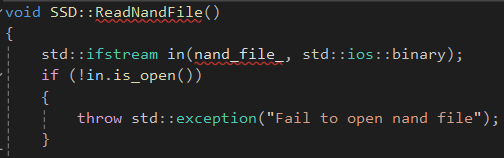 void SSD::ReadNandFile()
{
std::ifstream in(nand_file_, std::ios::binary);
if (!in.is_open())
{
throw std::exception("Fail to open nand file");
}